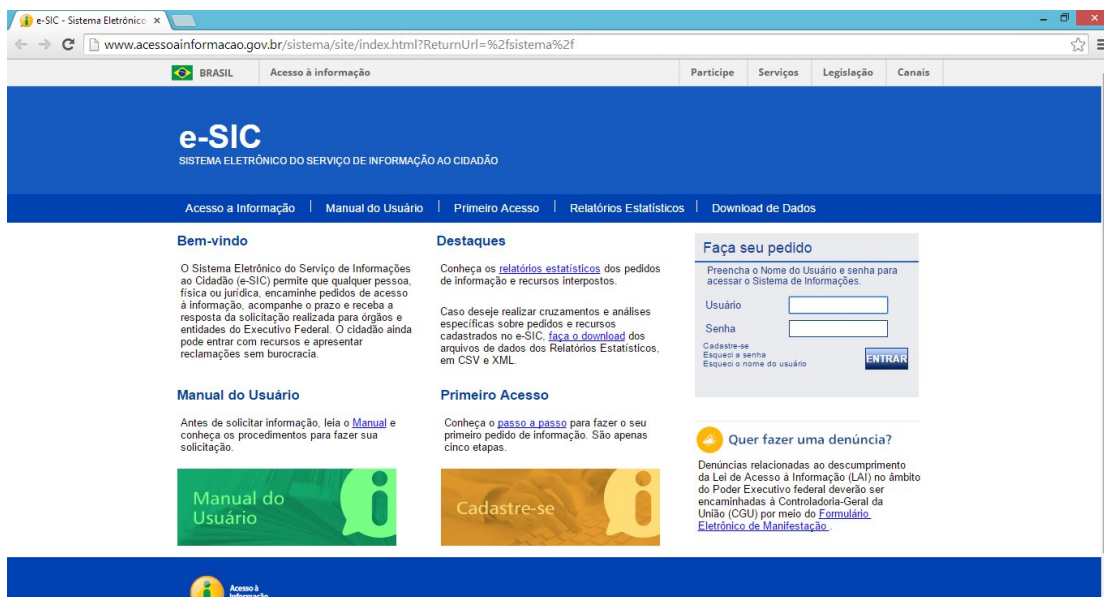 e-SIC - Sistema Eletrônico
www.acessoainformacao.gov.br/sistema/site/index.html?ReturnUrl=%2fsistema%2f
BRASIL Acesso à informação Participe Serviços Legislação Canais
e-SIC
SISTEMA ELETRÔNICO DO SERVIÇO DE INFORMAÇÃO AO CIDADÃO
Acesso a Informação Manual do Usuário Primeiro Acesso Relatórios Estatísticos Download de Dados
Bem-vindo
O Sistema Eletrônico do Serviço de Informações
ao Cidadão (e-SIC) permite que qualquer pessoa,
física ou jurídica, encaminhe pedidos de acesso
à informação, acompanhe o prazo e receba a
resposta da solicitação realizada para órgãos e
entidades do Executivo Federal. O cidadão ainda
pode entrar com recursos e apresentar
reclamações sem burocracia.
Destaques
Conheça os relatórios estatísticos dos pedidos
de informação e recursos interpostos.
Caso deseje realizar cruzamentos e análises
específicas sobre pedidos e recursos
cadastrados no e-SIC, faça o download dos
arquivos de dados dos Relatórios Estatísticos,
em CSV e XML.
Faça seu pedido
Preencha o Nome do Usuário e senha para
acessar o Sistema de Informações.
Usuário
Senha
Cadastre-se
Esqueci a senha
Esqueci o nome do usuário
ENTRAR
Manual do Usuário
Antes de solicitar informação, leia o Manual e
conheça os procedimentos para fazer sua
solicitação.
Manual do
Usuário
Primeiro Acesso
Conheça o passo a passo para fazer o seu
primeiro pedido de informação. São apenas
cinco etapas.
Cadastre-se
Quer fazer uma denúncia?
Denúncias relacionadas ao descumprimento
da Lei de Acesso à Informação (LAI) no âmbito
do Poder Executivo federal deverão ser
encaminhadas à Controladoria-Geral da
União (CGU) por meio do Formulário
Eletrônico de Manifestação .
Acesso à
Informação